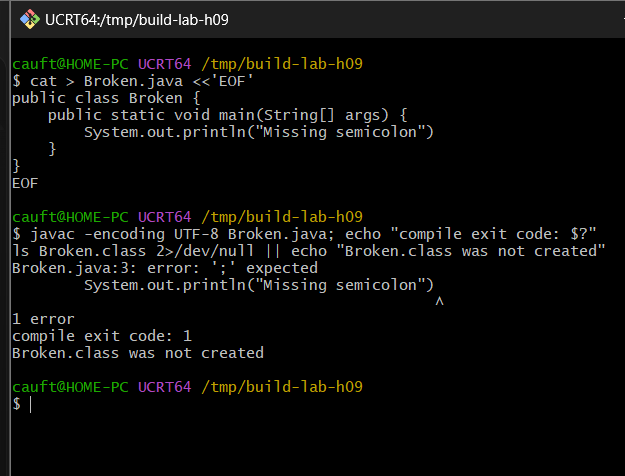 UCRT64:/tmp/build-lab-h09
cauft@HOME-PC UCRT64 /tmp/build-lab-h09
$ cat > Broken.java <<'EOF'
public class Broken {
    public static void main(String[] args) {
        System.out.println("Missing semicolon")
    }
}
EOF
cauft@HOME-PC UCRT64 /tmp/build-lab-h09
$ javac -encoding UTF-8 Broken.java; echo "compile exit code: $?"
ls Broken.class 2>/dev/null || echo "Broken.class was not created"
Broken.java:3: error: ';' expected
        System.out.println("Missing semicolon")
                                               ^
1 error
compile exit code: 1
Broken.class was not created
cauft@HOME-PC UCRT64 /tmp/build-lab-h09
$